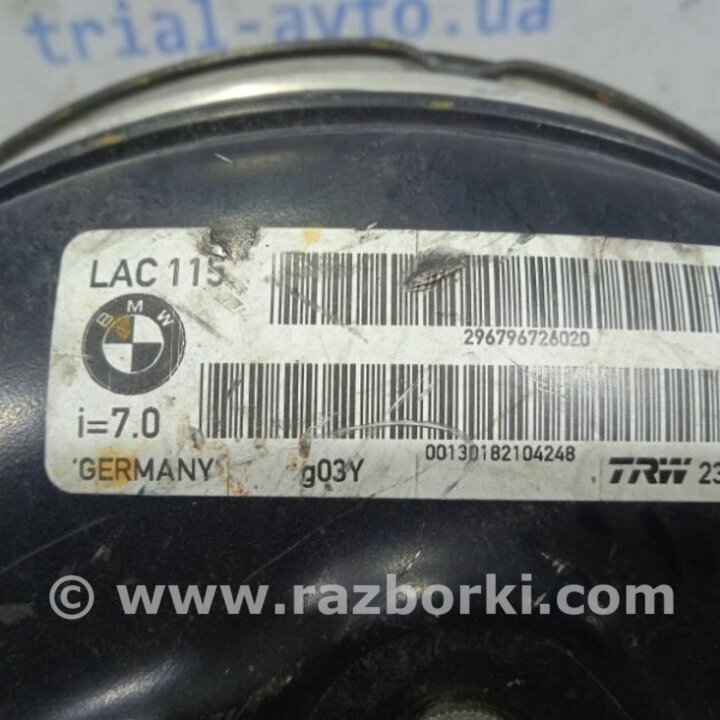 trial-avto.ua
LAC 115
BMW
296796726020
i=7.0
00130182104248
GERMANY g03Y TRW 23
© www.razborki.com